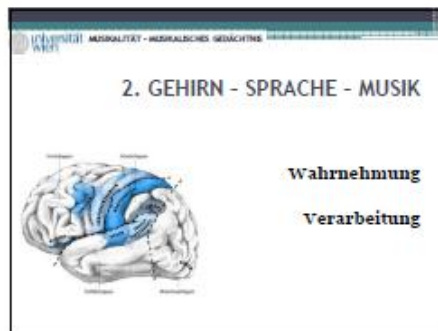 universität
wien
MUSIKALITÄT – MUSIKALISCHES GEDÄCHTNIS
2. GEHIRN – SPRACHE – MUSIK
Wahrnehmung
Verarbeitung